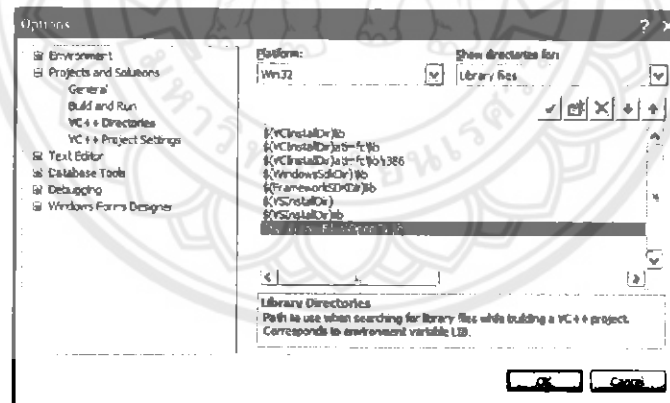 Options
Environment
Projects and Solutions
General
Build and Run
VC++ Directories
VC++ Project Settings
Text Editor
Database Tools
Debugging
Windows Forms Designer
Platform:
Win32
Show directories for:
Library files
$(VCInstallDir)lib
$(VCInstallDir)atlmfc\lib
$(VCInstallDir)atlmfc\lib\i386
$(WindowsSdkDir)\lib
$(FrameworkSDKDir)lib
$(VSInstallDir)
$(VSInstallDir)lib
Library Directories
Path to use when searching for library files while building a VC++ project.
Corresponds to environment variable LIB.
OK
Cancel